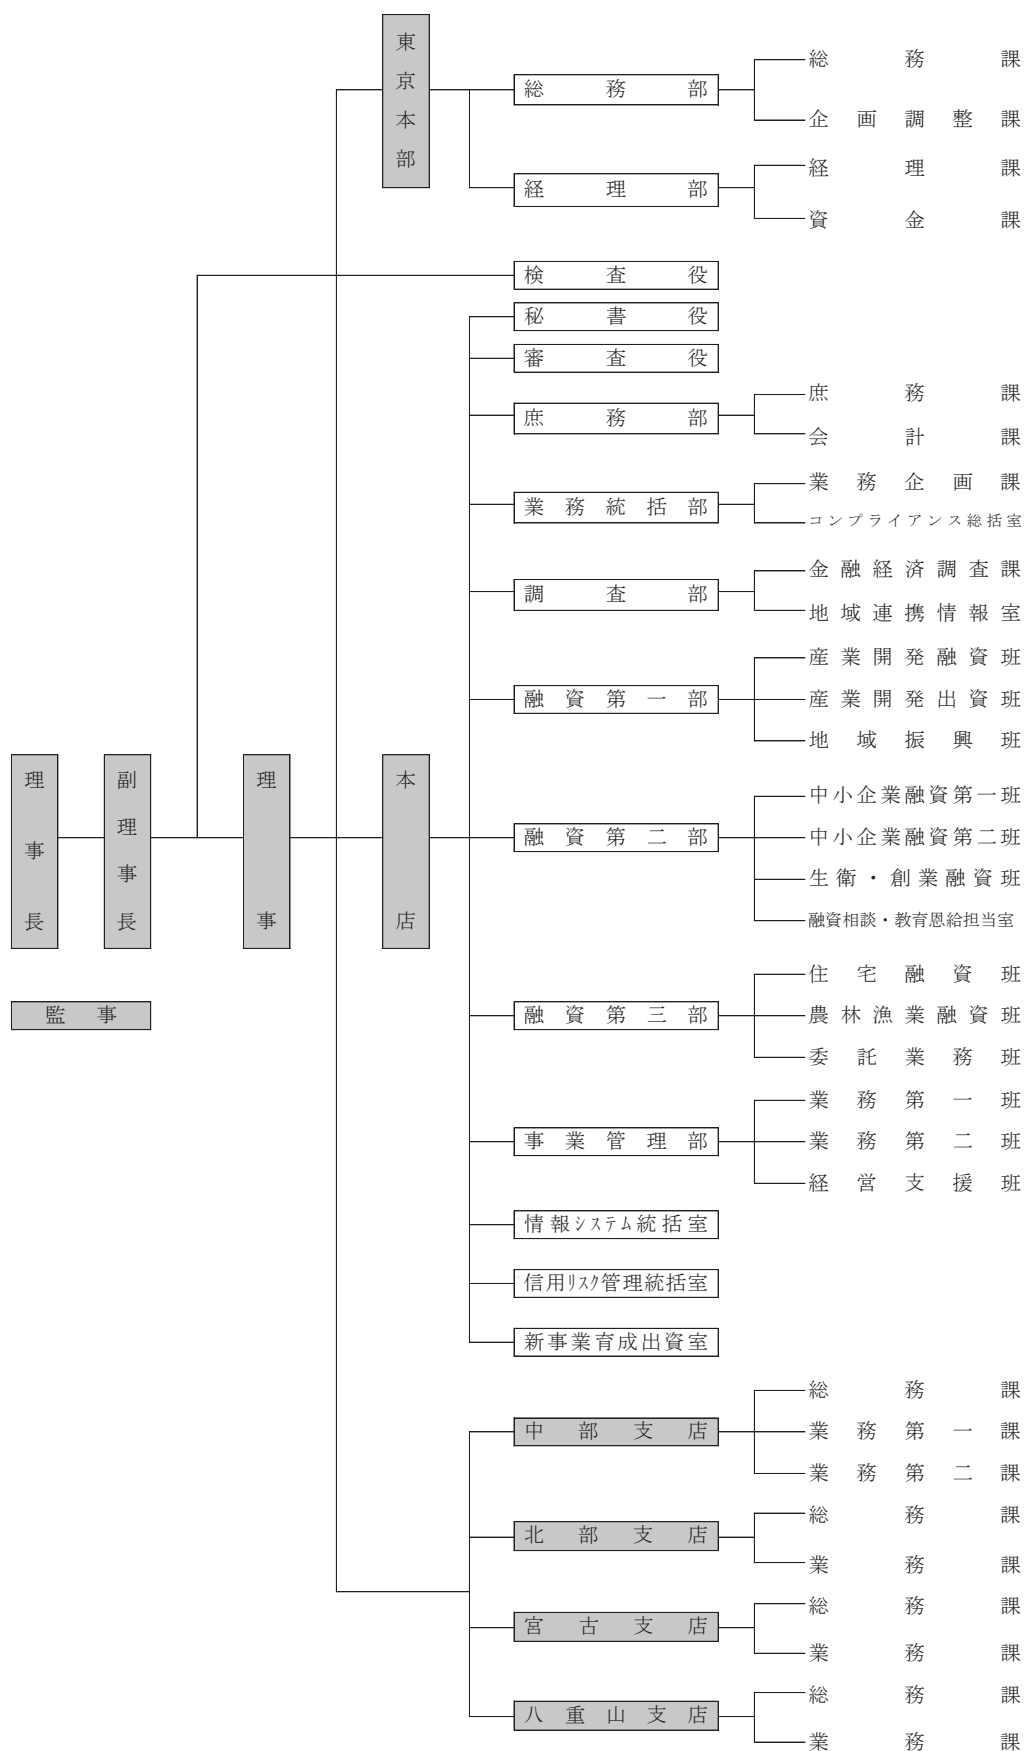 東京本部
総務部
総務課
企画調整課
経理部
経理課
資金課
検査役
秘書役
審査役
庶務部
庶務課
会計課
業務統括部
業務企画課
コンプライアンス総括室
調査部
金融経済調査課
地域連携情報室
融資第一部
産業開発融資班
産業開発出資班
地域振興班
理事長
副理事長
理事
本店
融資第二部
中小企業融資第一班
中小企業融資第二班
生衛・創業融資班
融資相談・教育恩給担当室
監事
融資第三部
住宅融資班
農林漁業融資班
委託業務班
事業管理部
業務第一班
業務第二班
経営支援班
情報システム統括室
信用リスク管理統括室
新事業育成出資室
中部支店
総務課
業務第一課
業務第二課
北部支店
総務課
業務課
宮古支店
総務課
業務課
八重山支店
総務課
業務課